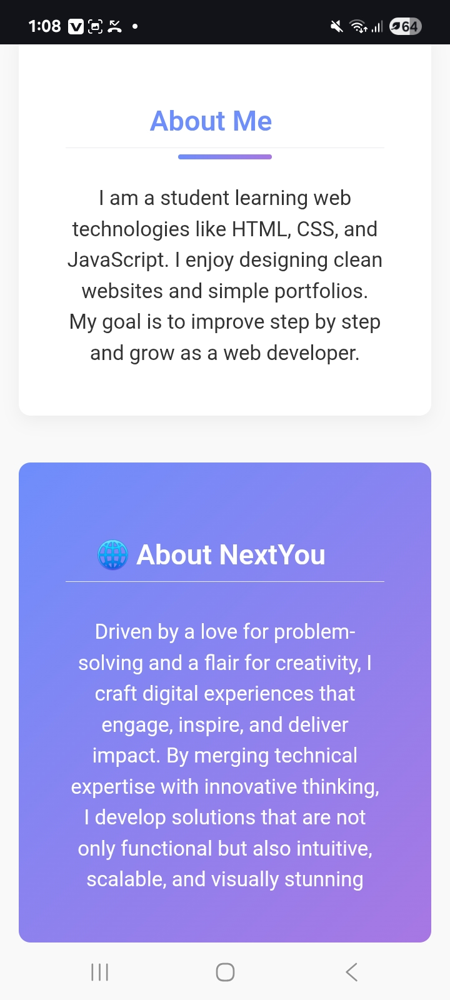 1:08
64
About Me
I am a student learning web
technologies like HTML, CSS, and
JavaScript. I enjoy designing clean
websites and simple portfolios.
My goal is to improve step by step
and grow as a web developer.
🌐 About NextYou
Driven by a love for problem-
solving and a flair for creativity, I
craft digital experiences that
engage, inspire, and deliver
impact. By merging technical
expertise with innovative thinking,
I develop solutions that are not
only functional but also intuitive,
scalable, and visually stunning